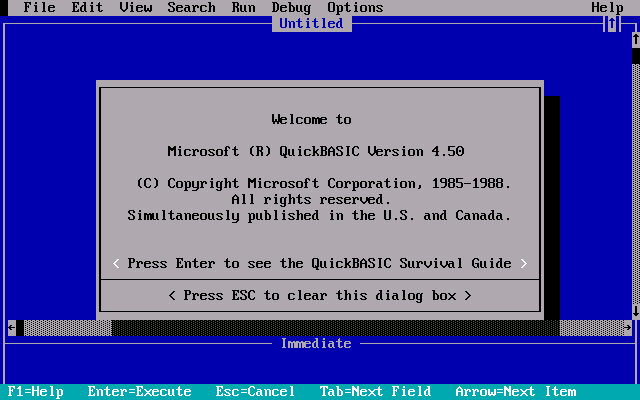 File Edit View Search Run Debug Options Help
Untitled
Welcome to
Microsoft (R) QuickBASIC Version 4.50
(C) Copyright Microsoft Corporation, 1985-1988.
All rights reserved.
Simultaneously published in the U.S. and Canada.
< Press Enter to see the QuickBASIC Survival Guide >
< Press ESC to clear this dialog box >
Immediate
F1=Help Enter=Execute Esc=Cancel Tab=Next Field Arrow=Next Item